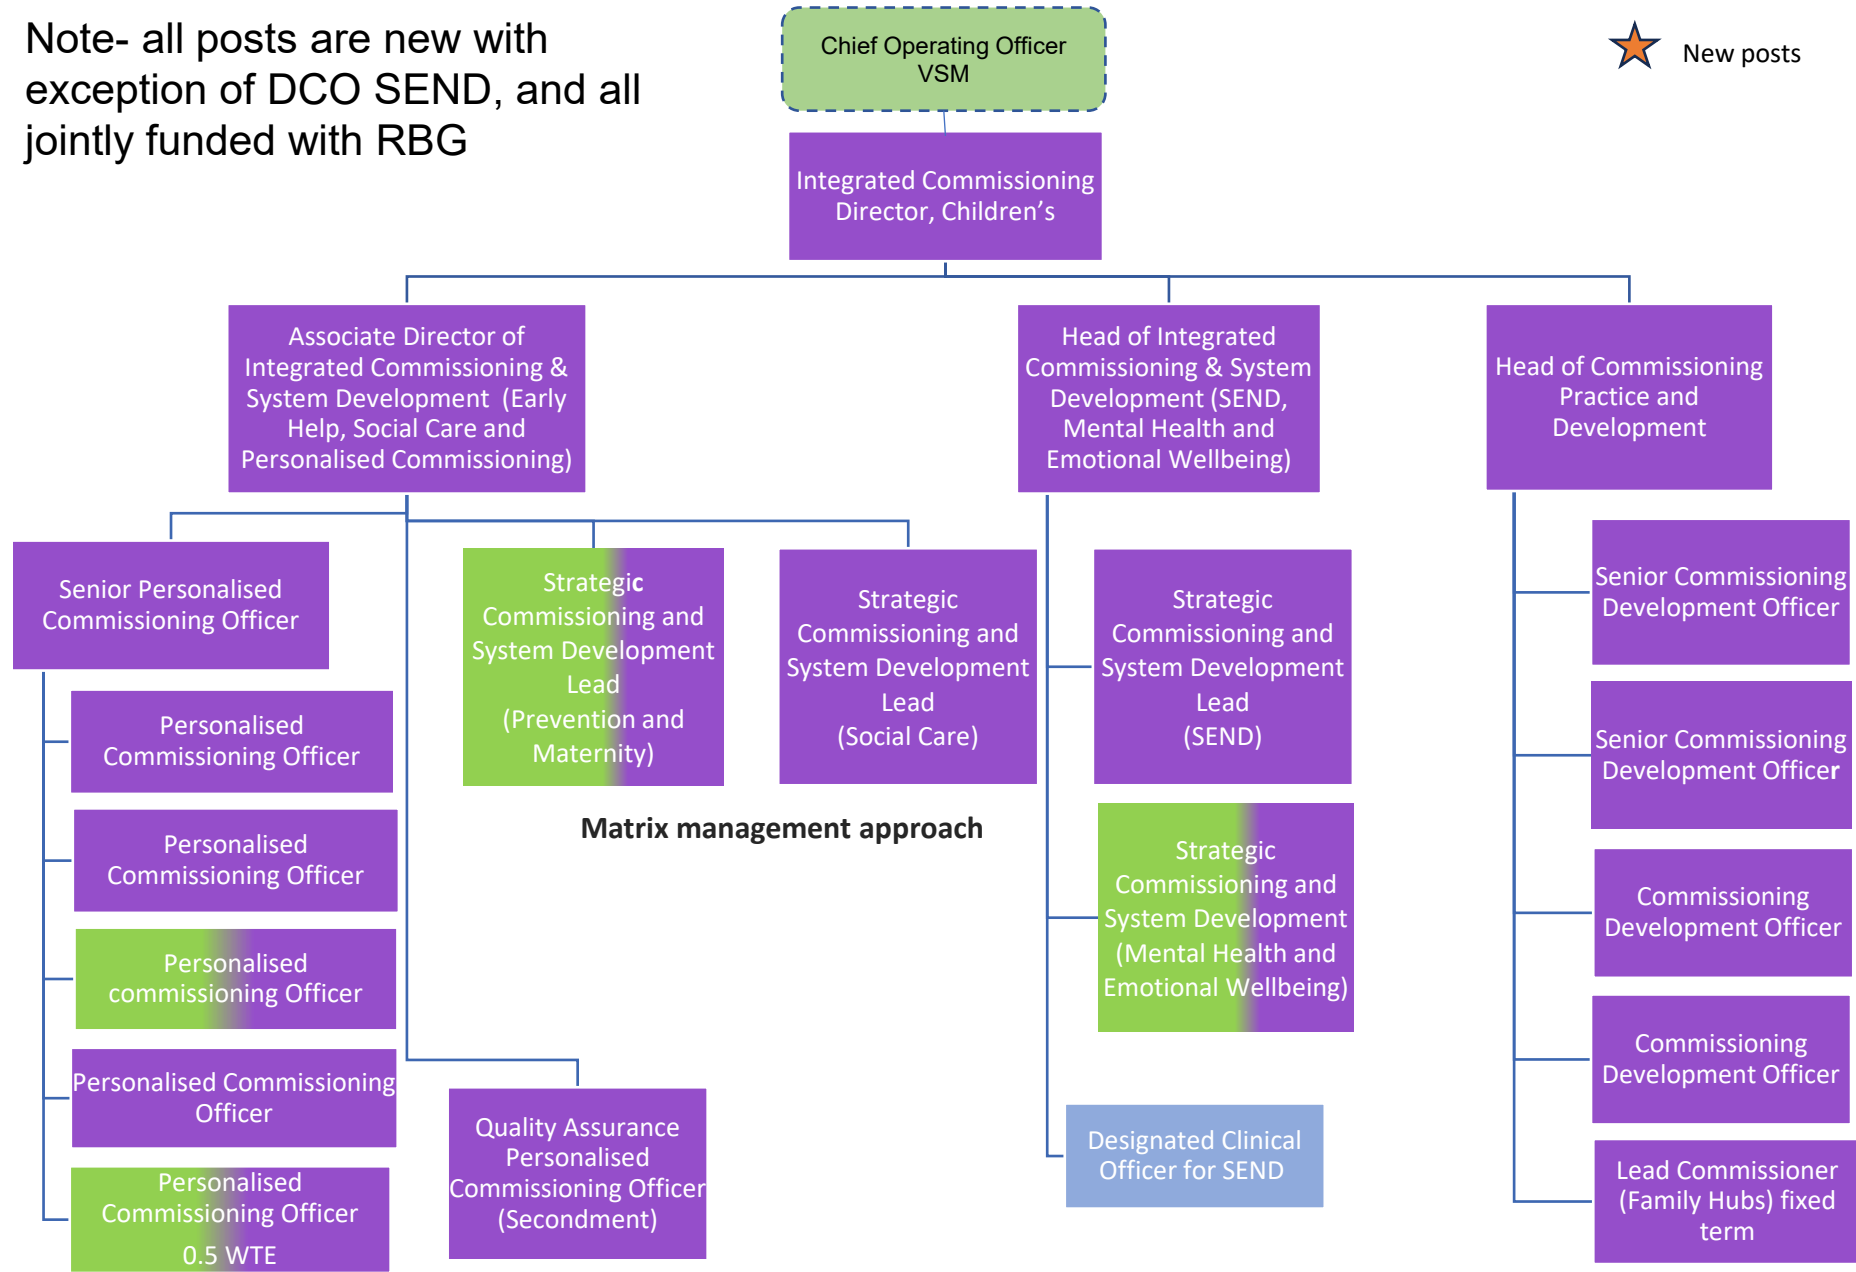 Note- all posts are new with
exception of DCO SEND, and all
jointly funded with RBG
Chief Operating Officer
VSM
New posts
Integrated Commissioning
Director, Children’s
Associate Director of
Integrated Commissioning &
System Development (Early
Help, Social Care and
Personalised Commissioning)
Head of Integrated
Commissioning & System
Development (SEND,
Mental Health and
Emotional Wellbeing)
Head of Commissioning
Practice and
Development
Senior Personalised
Commissioning Officer
Personalised
Commissioning Officer
Personalised
Commissioning Officer
Personalised
commissioning Officer
Personalised Commissioning
Officer
Personalised
Commissioning Officer
0.5 WTE
Strategic
Commissioning and
System Development
Lead
(Prevention and
Maternity)
Strategic
Commissioning and
System Development
Lead
(Social Care)
Matrix management approach
Quality Assurance
Personalised
Commissioning Officer
(Secondment)
Strategic
Commissioning and
System Development
Lead
(SEND)
Strategic
Commissioning and
System Development
(Mental Health and
Emotional Wellbeing)
Designated Clinical
Officer for SEND
Senior Commissioning
Development Officer
Senior Commissioning
Development Officer
Commissioning
Development Officer
Commissioning
Development Officer
Lead Commissioner
(Family Hubs) fixed
term